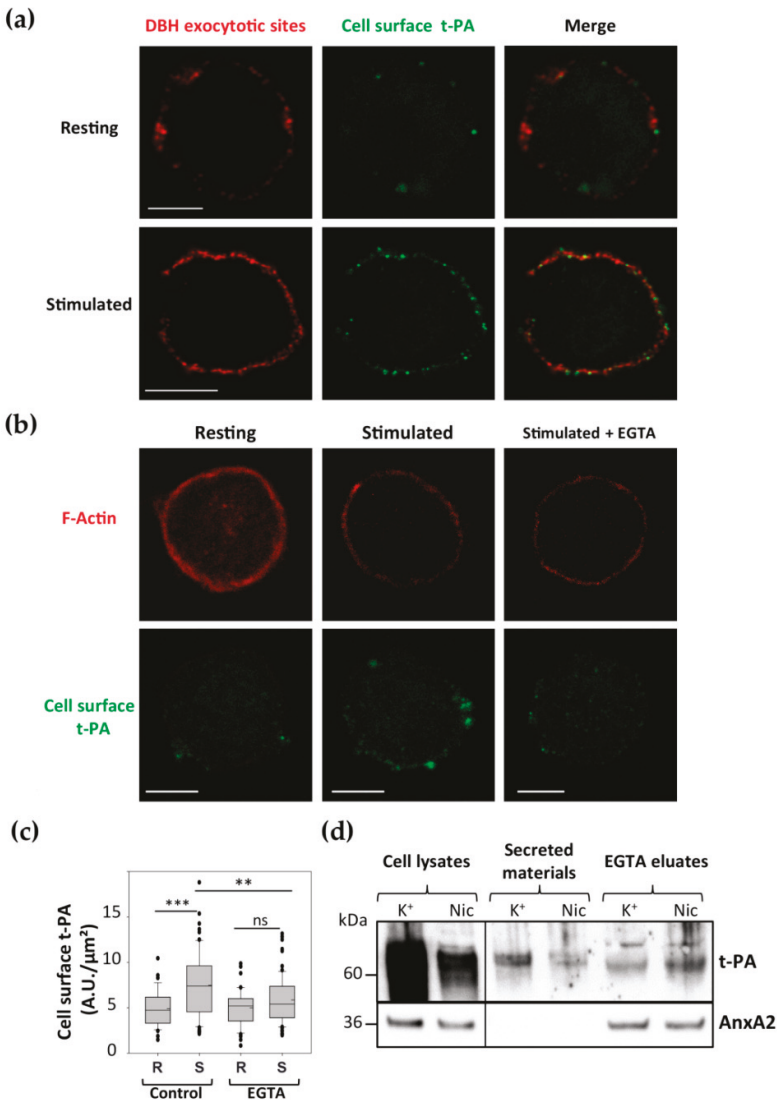 (a)
DBH exocytotic sites Cell surface t-PA Merge
Resting
Stimulated
(b)
Resting Stimulated Stimulated + EGTA
F-Actin
Cell surface
t-PA
(c)
Cell surface t-PA
(A.U./µm²)
15
10
5
0
***
**
ns
R S R S
Control EGTA
(d)
Cell lysates Secreted materials EGTA eluates
kDa K⁺ Nic K⁺ Nic K⁺ Nic
60 t-PA
36 AnxA2